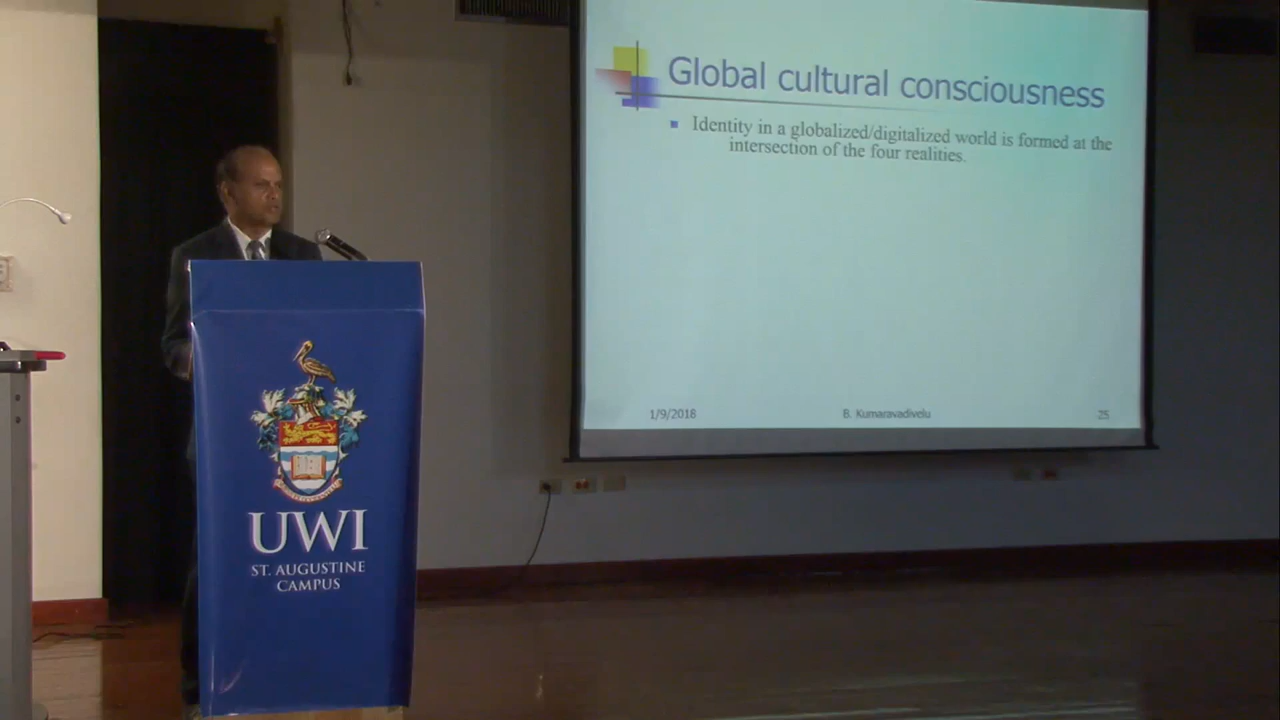 Global cultural consciousness
Identity in a globalized/digitalized world is formed at the
intersection of the four realities.
1/9/2018
B. Kumaravadivelu
25
UWI
ST. AUGUSTINE
CAMPUS